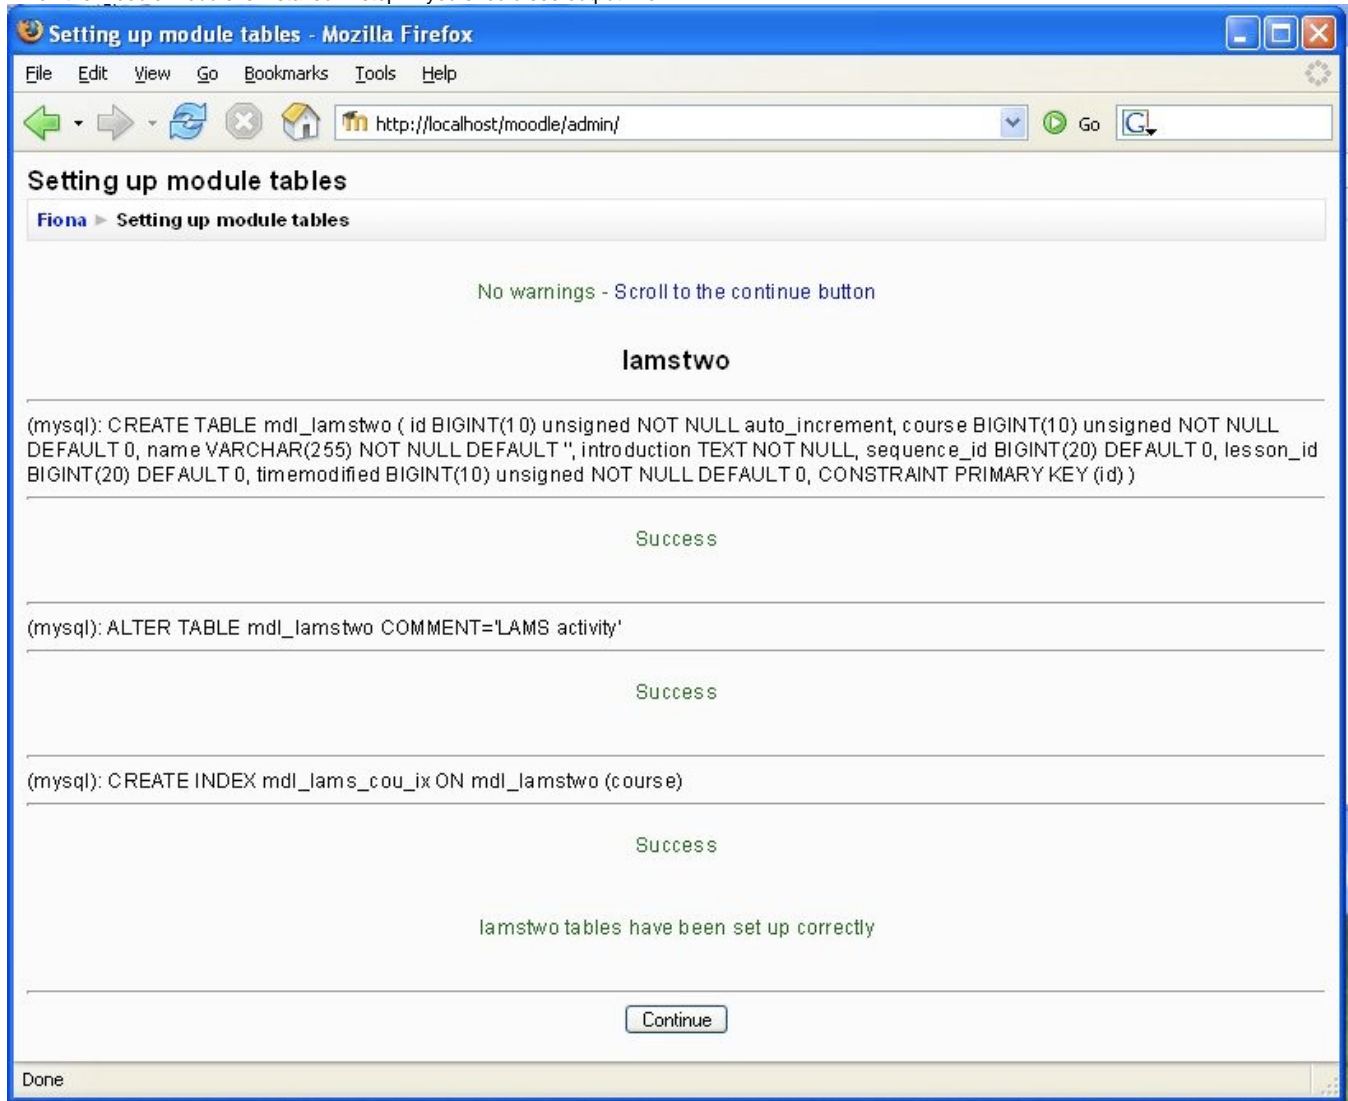 Setting up module tables - Mozilla Firefox
File Edit View Go Bookmarks Tools Help
http://localhost/moodle/admin/ Go G
Setting up module tables
Fiona ► Setting up module tables
No warnings - Scroll to the continue button
lamstwo
(mysql): CREATE TABLE mdl_lamstwo ( id BIGINT(10) unsigned NOT NULL auto_increment, course BIGINT(10) unsigned NOT NULL
DEFAULT 0, name VARCHAR(255) NOT NULL DEFAULT '', introduction TEXT NOT NULL, sequence_id BIGINT(20) DEFAULT 0, lesson_id
BIGINT(20) DEFAULT 0, timemodified BIGINT(10) unsigned NOT NULL DEFAULT 0, CONSTRAINT PRIMARY KEY (id) )
Success
(mysql): ALTER TABLE mdl_lamstwo COMMENT='LAMS activity'
Success
(mysql): CREATE INDEX mdl_lams_cou_ix ON mdl_lamstwo (course)
Success
lamstwo tables have been set up correctly
Continue
Done